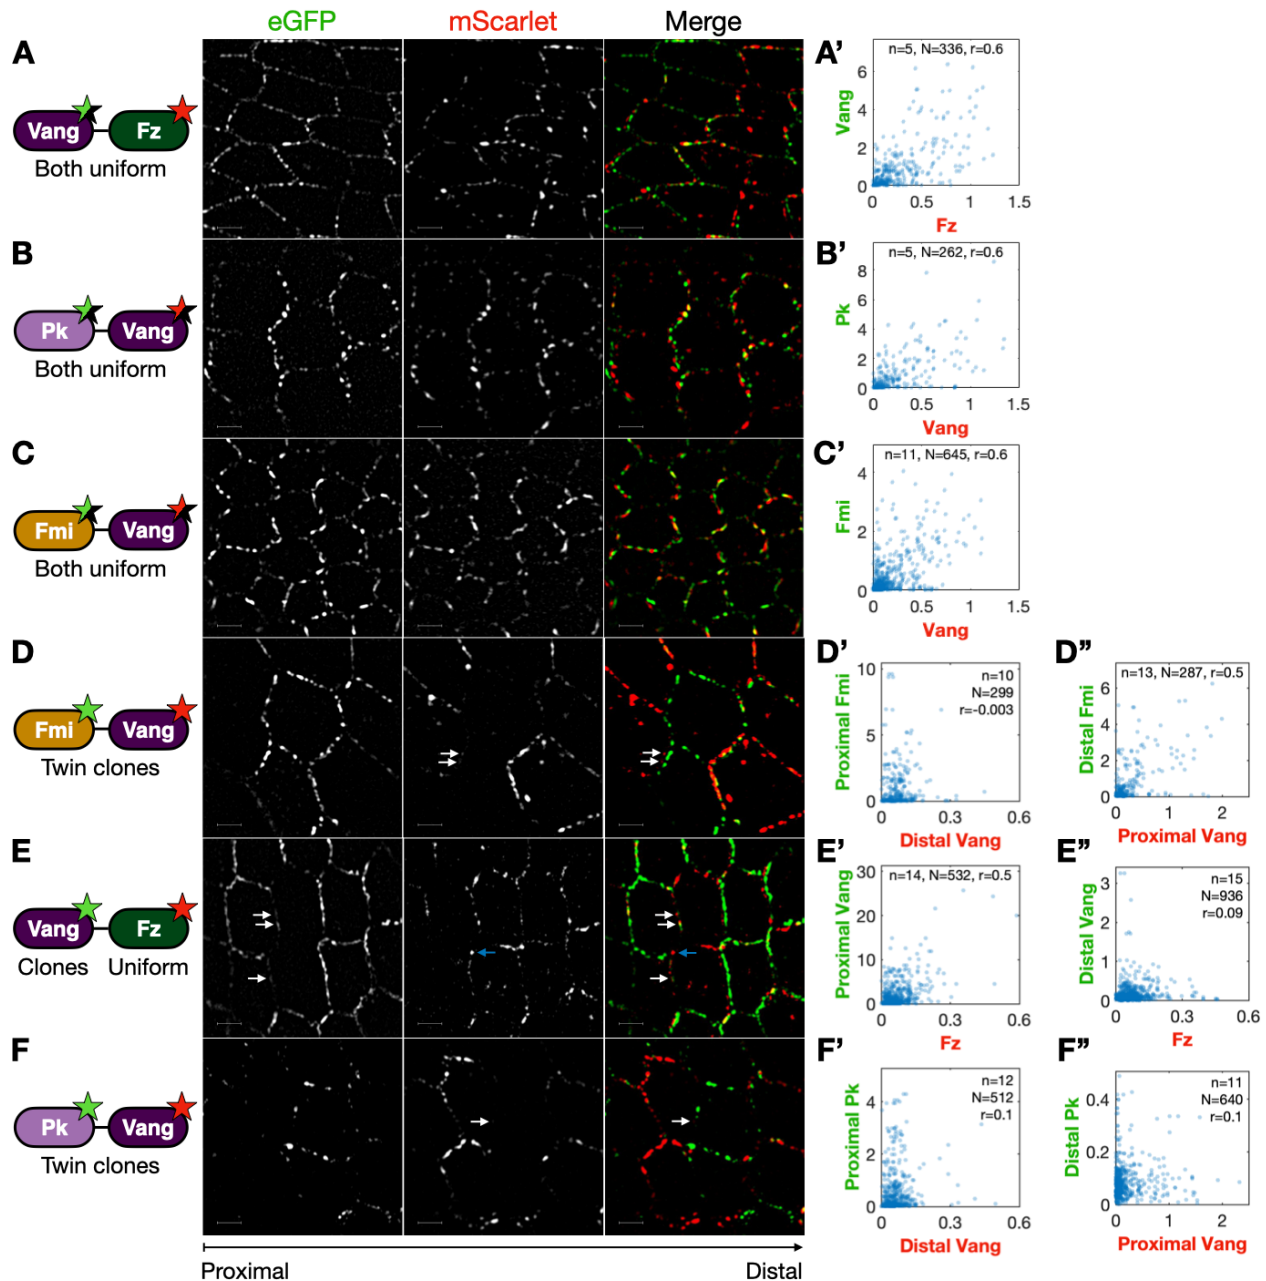 eGFP mScarlet Merge
A
Vang Fz
Both uniform
A'
n=5, N=336, r=0.6
Vang
6
4
2
0
0 0.5 1 1.5
Fz
B
Pk Vang
Both uniform
B'
n=5, N=262, r=0.6
Pk
8
6
4
2
0
0 0.5 1 1.5
Vang
C
Fmi Vang
Both uniform
C'
n=11, N=645, r=0.6
Fmi
4
2
0
0 0.5 1 1.5
Vang
D
Fmi Vang
Twin clones
D'
n=10
N=299
r=-0.003
Proximal Fmi
10
5
0
0 0.3 0.6
Distal Vang
D"
n=13, N=287, r=0.5
Distal Fmi
6
4
2
0
0 1 2
Proximal Vang
E
Vang Fz
Clones Uniform
E'
n=14, N=532, r=0.5
Proximal Vang
30
20
10
0
0 0.3 0.6
Fz
E"
n=15
N=936
r=0.09
Distal Vang
3
2
1
0
0 0.3 0.6
Fz
F
Pk Vang
Twin clones
F'
n=12
N=512
r=0.1
Proximal Pk
4
2
0
0 0.3 0.6
Distal Vang
F"
n=11
N=640
r=0.1
Distal Pk
0.4
0.2
0
0 1 2
Proximal Vang
Proximal Distal